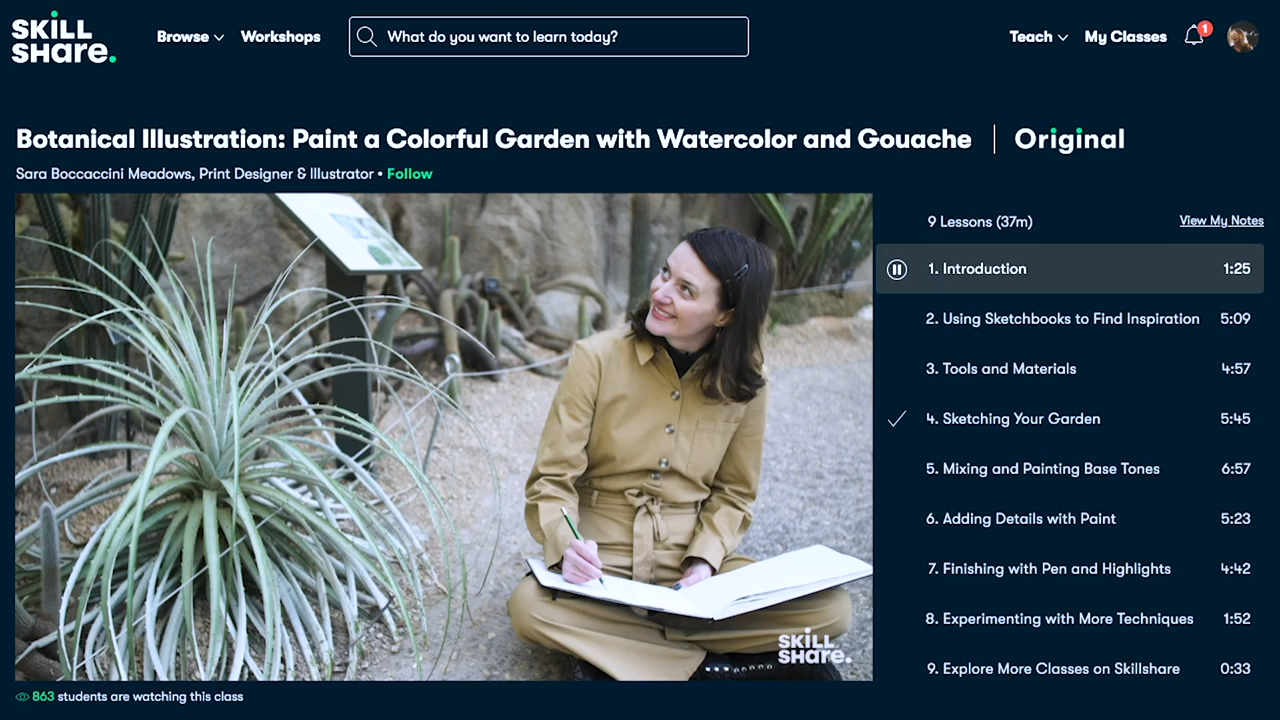 SKILL
SHARE.
Browse
Workshops
What do you want to learn today?
Teach
My Classes
1
Botanical Illustration: Paint a Colorful Garden with Watercolor and Gouache | Original
Sara Boccaccini Meadows, Print Designer & Illustrator • Follow
9 Lessons (37m)
View My Notes
1. Introduction 1:25
2. Using Sketchbooks to Find Inspiration 5:09
3. Tools and Materials 4:57
4. Sketching Your Garden 5:45
5. Mixing and Painting Base Tones 6:57
6. Adding Details with Paint 5:23
7. Finishing with Pen and Highlights 4:42
8. Experimenting with More Techniques 1:52
9. Explore More Classes on Skillshare 0:33
SKILL
SHARE.
863 students are watching this class